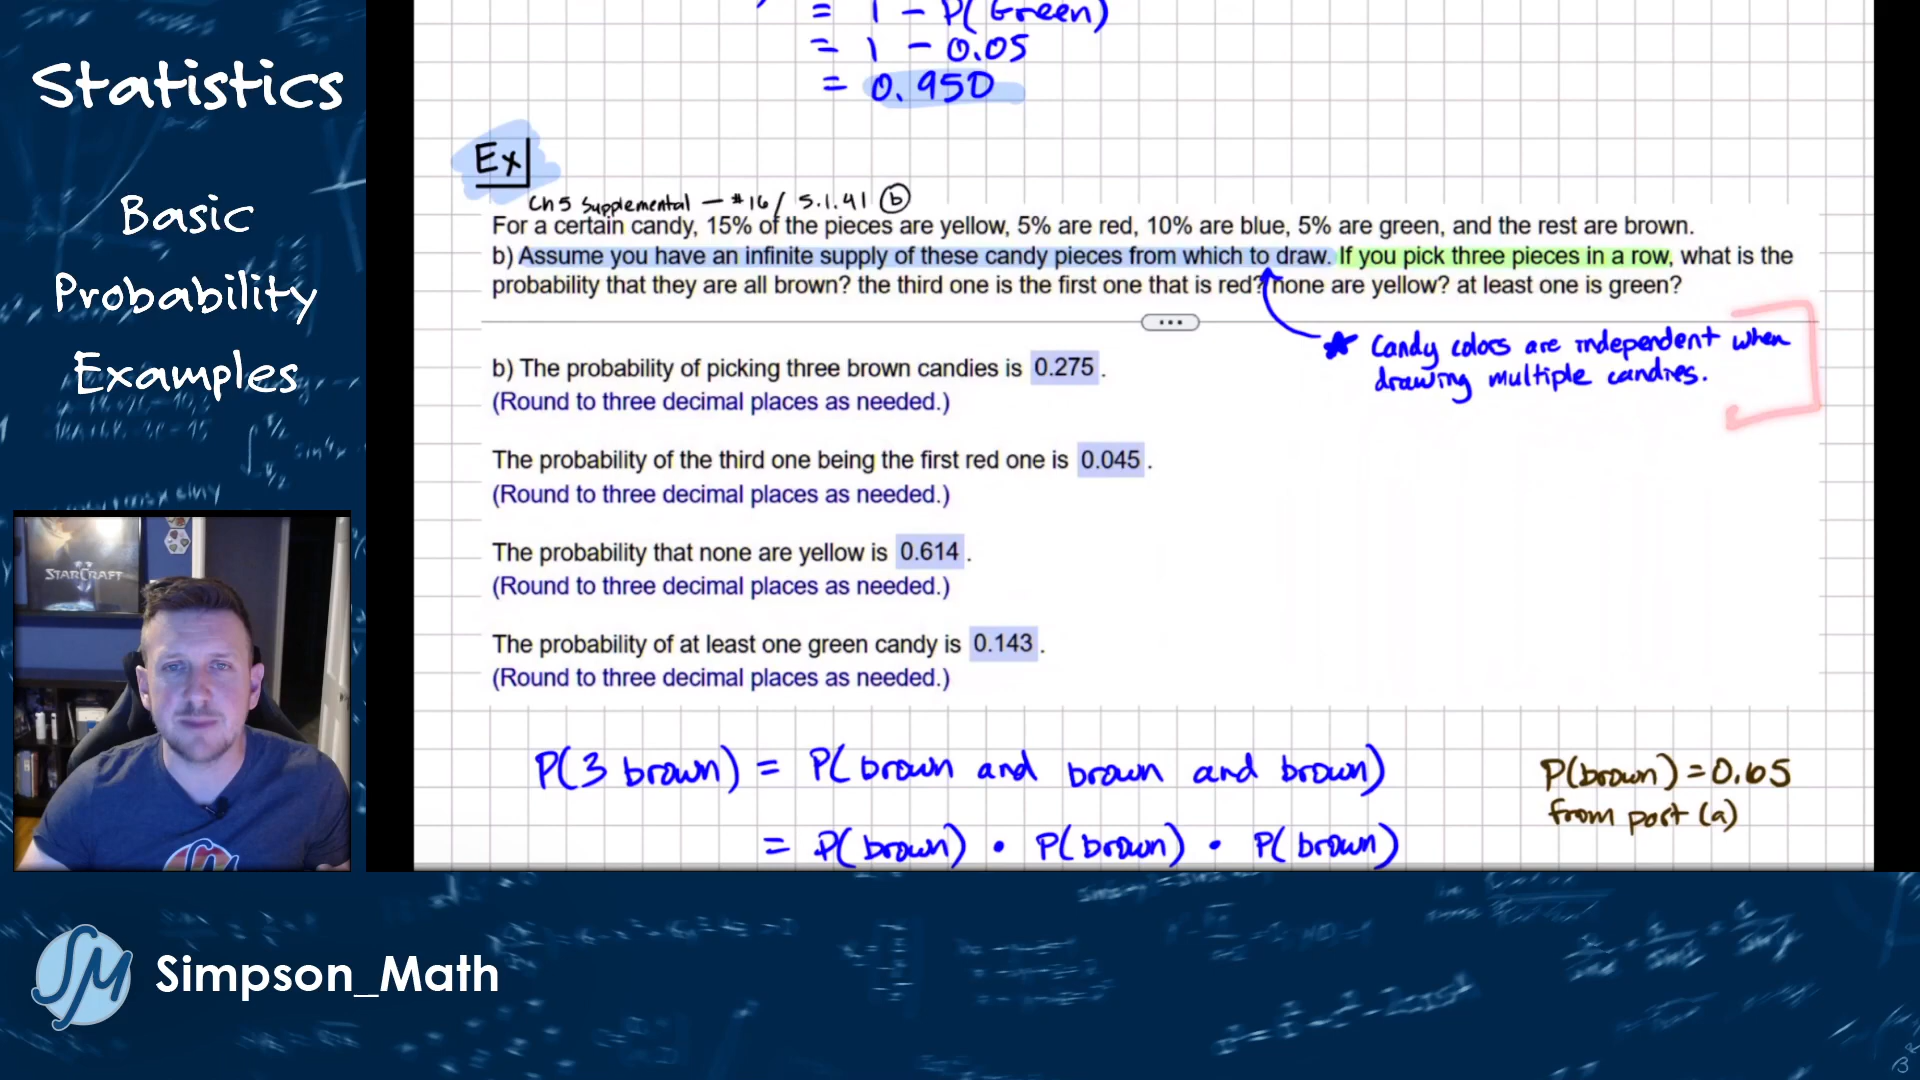 Statistics
Basic
Probability
Examples
= 1 - P(Green)
= 1 - 0.05
= 0.950
Ex
Ch 5 Supplemental - #16 / 5.1.41 (b)
For a certain candy, 15% of the pieces are yellow, 5% are red, 10% are blue, 5% are green, and the rest are brown.
b) Assume you have an infinite supply of these candy pieces from which to draw. If you pick three pieces in a row, what is the
probability that they are all brown? the third one is the first one that is red? none are yellow? at least one is green?
★ Candy colors are independent when
drawing multiple candies.
b) The probability of picking three brown candies is 0.275.
(Round to three decimal places as needed.)
The probability of the third one being the first red one is 0.045.
(Round to three decimal places as needed.)
The probability that none are yellow is 0.614.
(Round to three decimal places as needed.)
The probability of at least one green candy is 0.143.
(Round to three decimal places as needed.)
P(3 brown) = P(brown and brown and brown)
= P(brown) • P(brown) • P(brown)
P(brown) = 0.65
from part (a)
STARCRAFT
SM
Simpson_Math